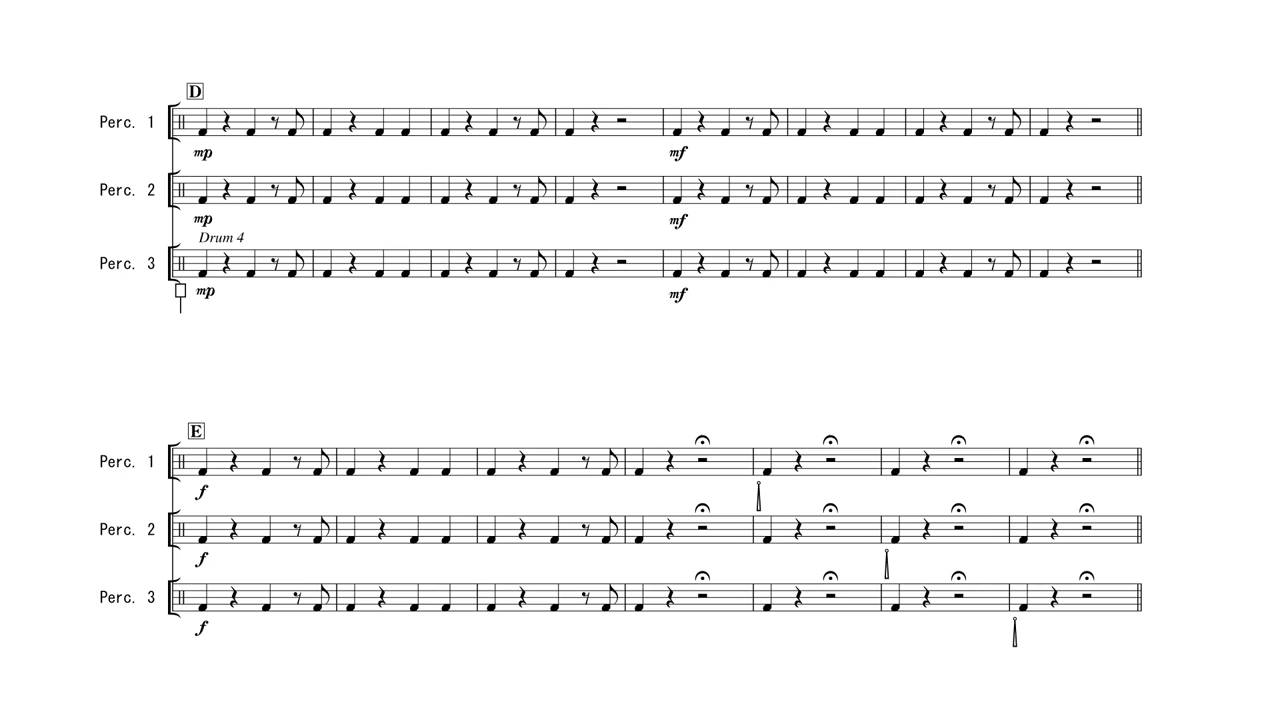 D
Perc. 1
mp mf
Perc. 2
mp mf
Drum 4
Perc. 3
mp mf
E
Perc. 1
f
Perc. 2
f
Perc. 3
f